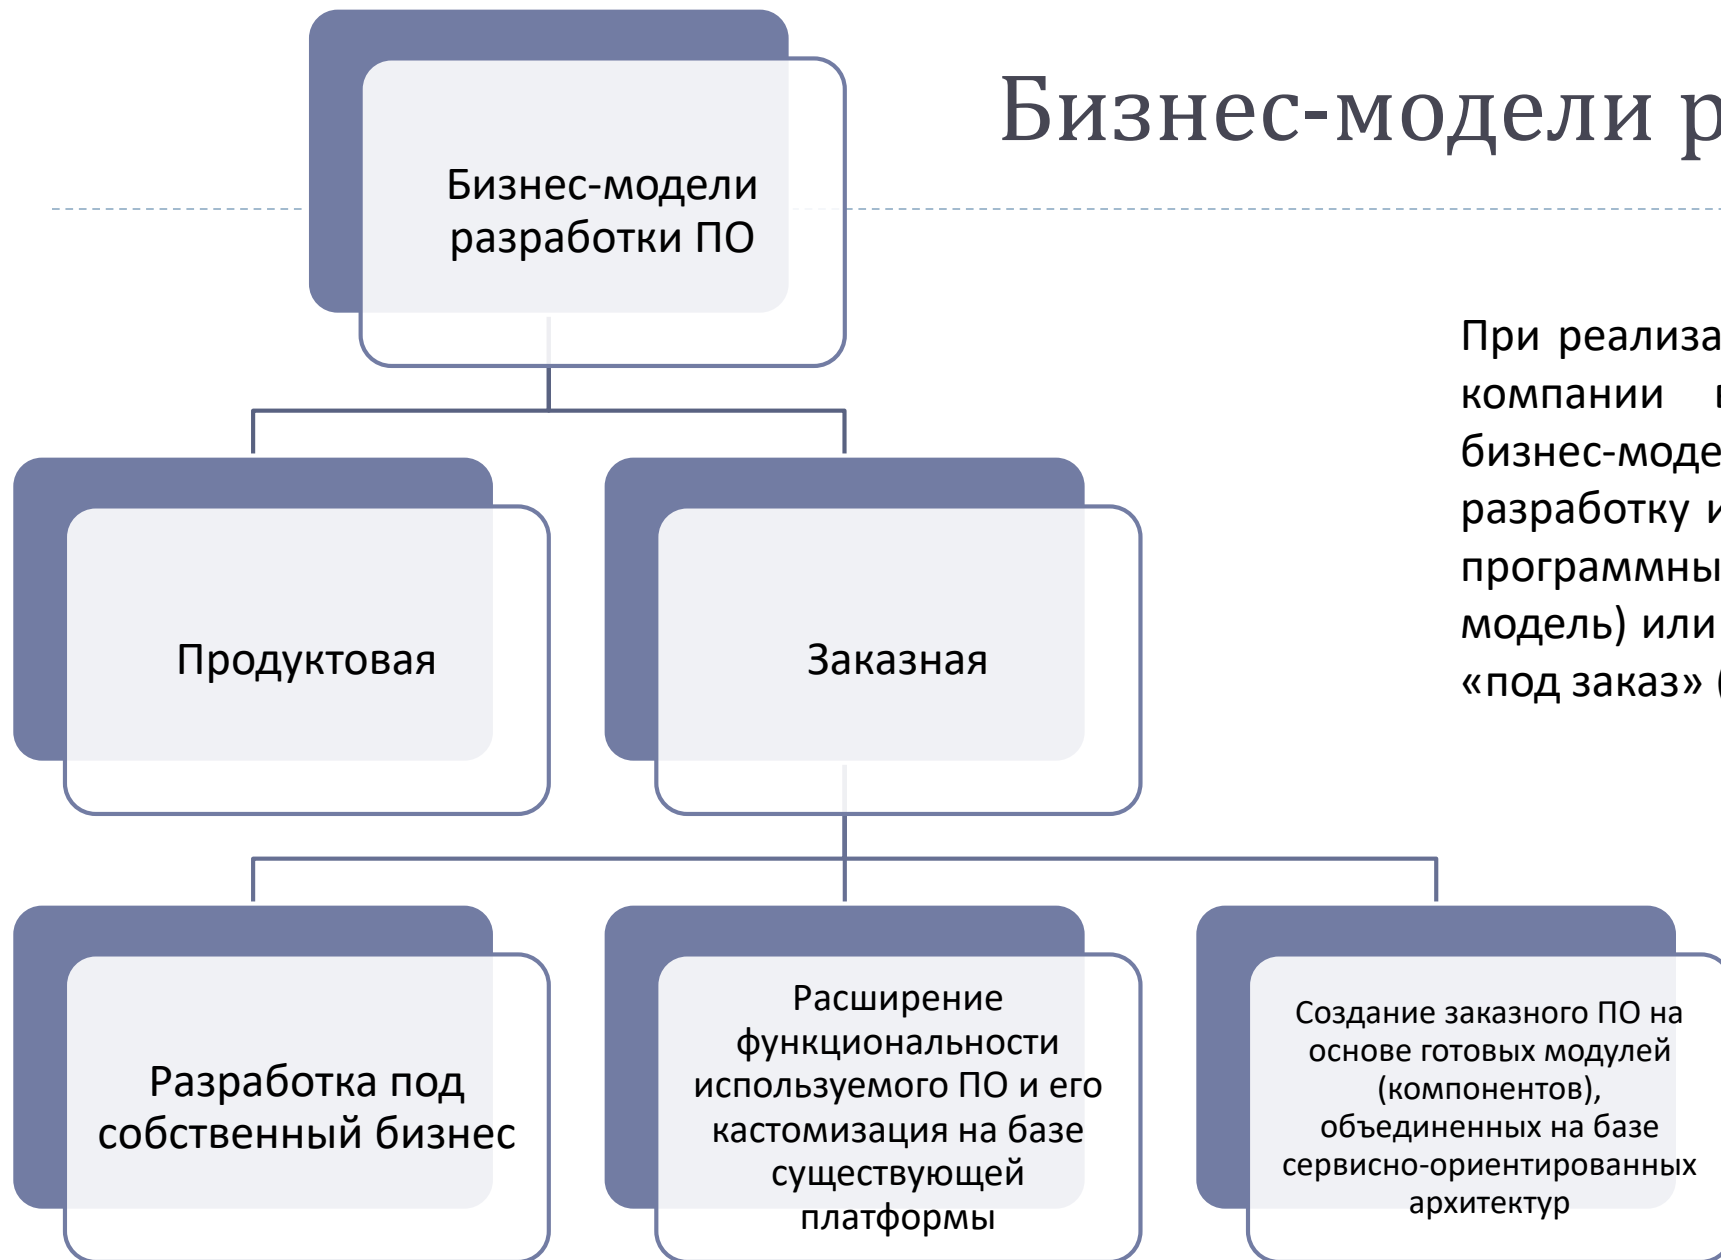 Бизнес-модели р
Бизнес-модели
разработки ПО
При реализа
компании
бизнес-моде
разработку и
программны
модель) или
«под заказ» (
Продуктовая
Заказная
Разработка под
собственный бизнес
Расширение
функциональности
используемого ПО и его
кастомизация на базе
существующей
платформы
Создание заказного ПО на
основе готовых модулей
(компонентов),
объединенных на базе
сервисно-ориентированных
архитектур